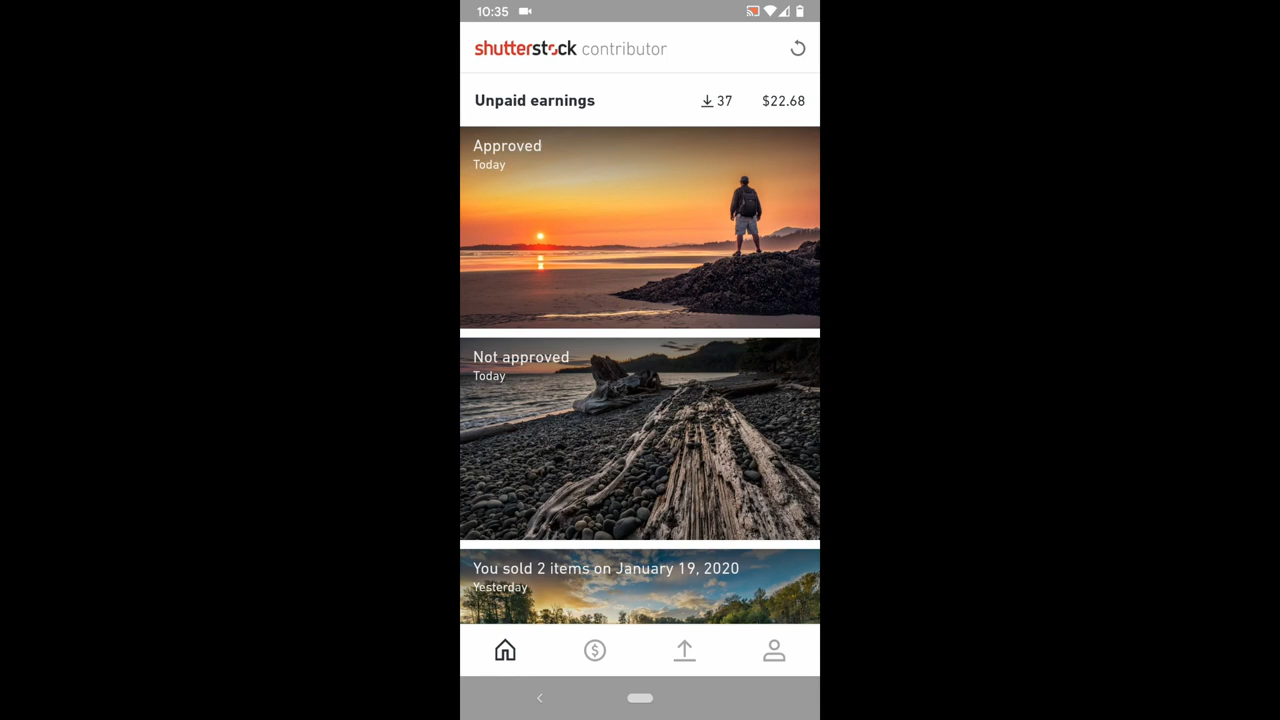 10:35
shutterstock contributor
Unpaid earnings 37 $22.68
Approved
Today
Not approved
Today
You sold 2 items on January 19, 2020
Yesterday
$